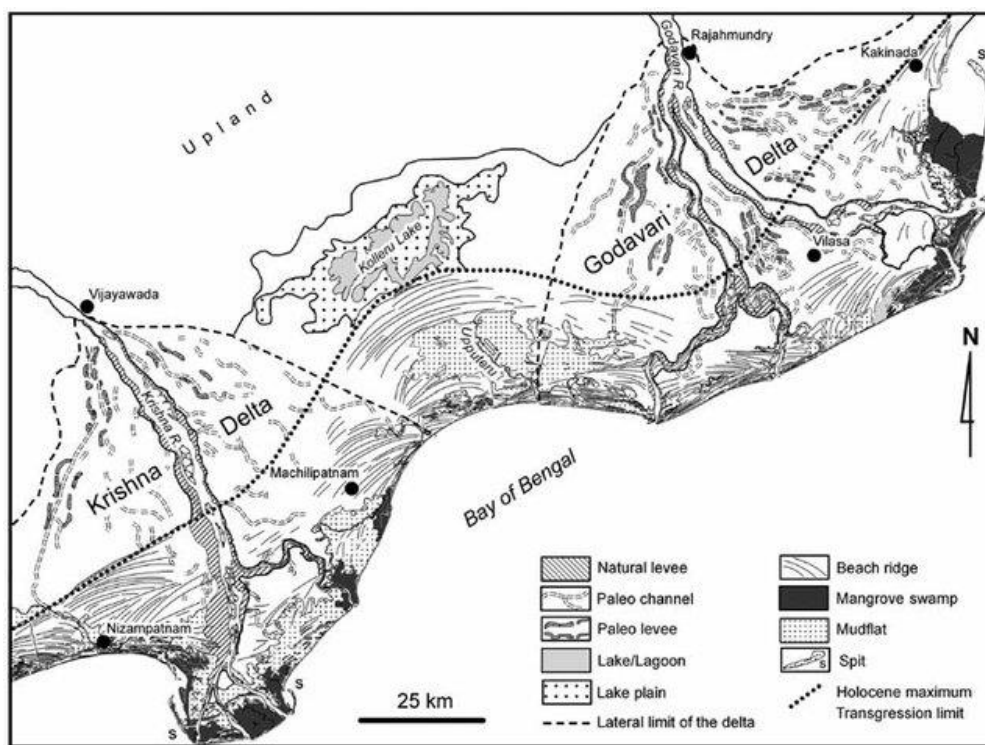 Rajahmundry
Kakinada
S
Godavari R.
Upland
Delta
Kolleru Lake
Godavari
Vilasa
Vijayawada
Upputeru
N
Krishna R.
Delta
Machilipatnam
Krishna
Bay of Bengal
Nizampatnam
S
S
25 km
Natural levee
Paleo channel
Paleo levee
Lake/Lagoon
Lake plain
Lateral limit of the delta
Beach ridge
Mangrove swamp
Mudflat
S
Spit
Holocene maximum
Transgression limit